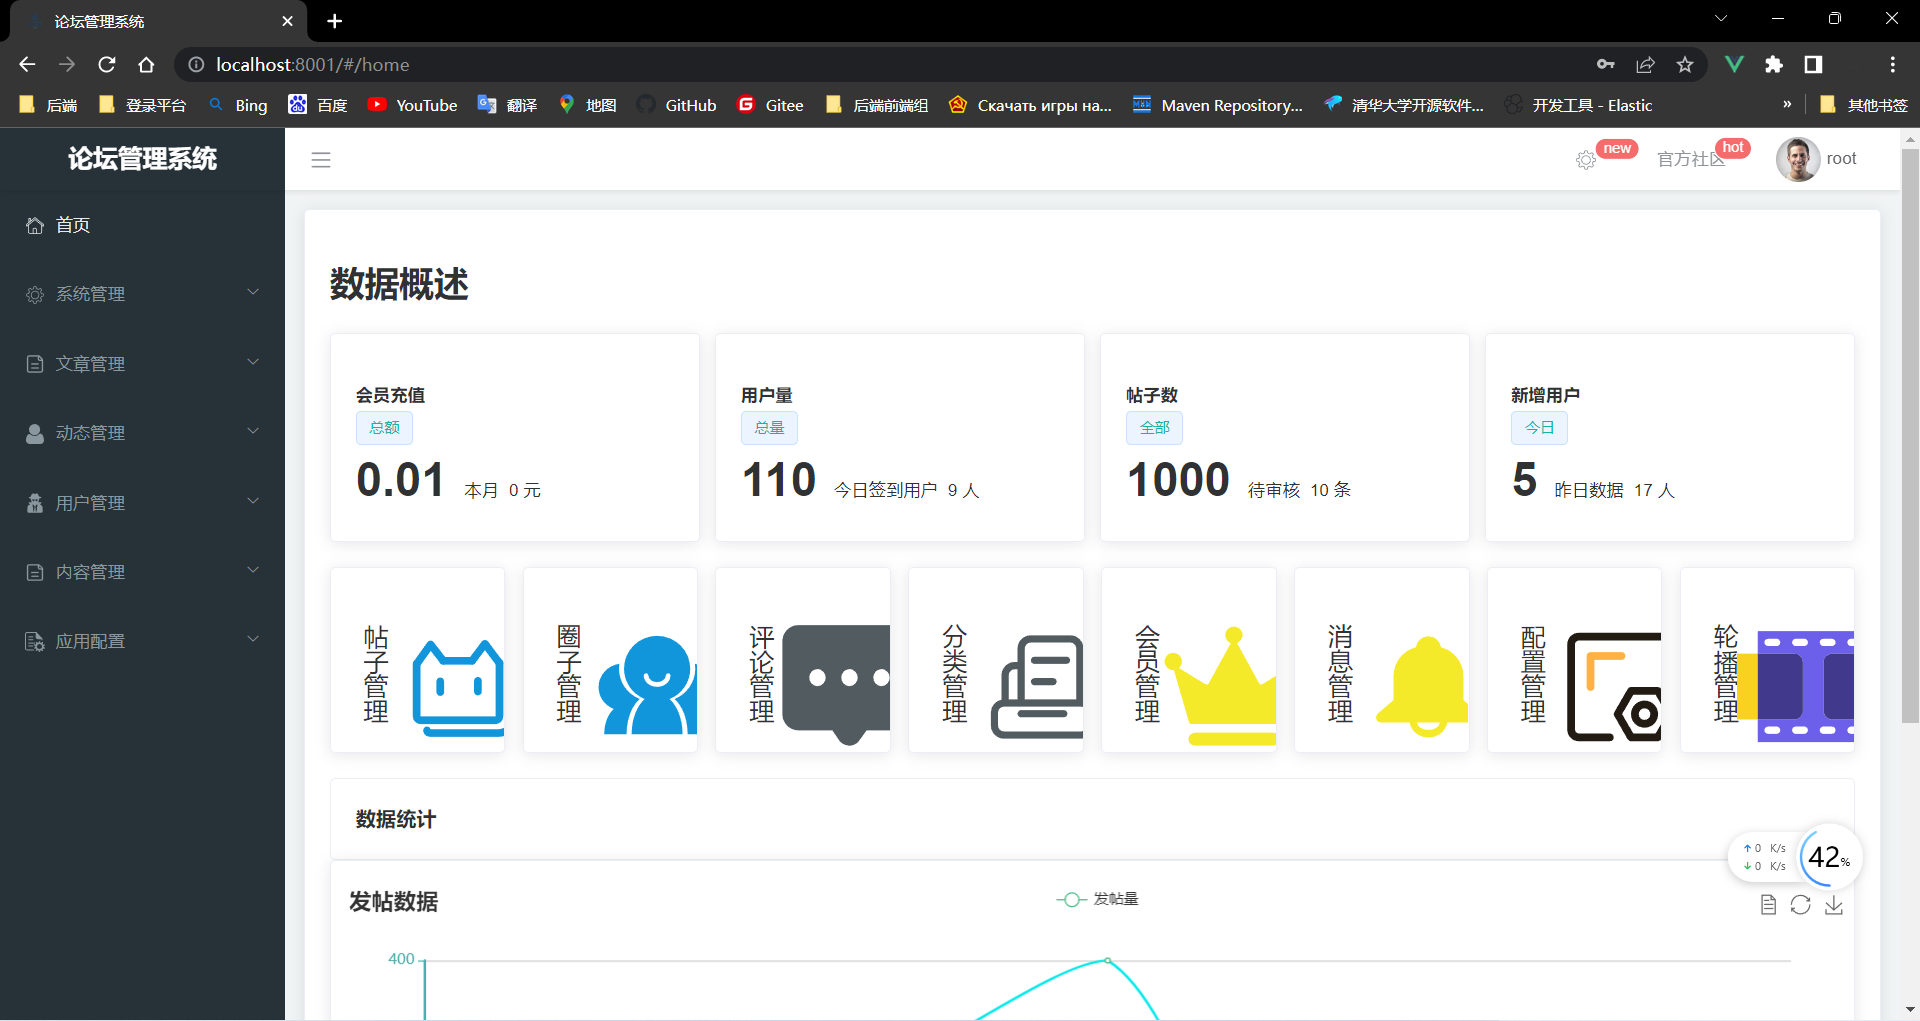 论坛管理系统
localhost:8001/#/home
后端
登录平台
Bing
百度
YouTube
翻译
地图
GitHub
Gitee
后端前端组
Скачать игры на...
Maven Repository...
清华大学开源软件...
开发工具 - Elastic
»
其他书签
论坛管理系统
new
官方社区
hot
root
首页
系统管理
文章管理
动态管理
用户管理
内容管理
应用配置
数据概述
会员充值
总额
0.01 本月 0 元
用户量
总量
110 今日签到用户 9 人
帖子数
全部
1000 待审核 10 条
新增用户
今日
5 昨日数据 17 人
帖子管理
圈子管理
评论管理
分类管理
会员管理
消息管理
配置管理
轮播管理
数据统计
↑ 0 K/s
↓ 0 K/s
42%
发帖数据
发帖量
400